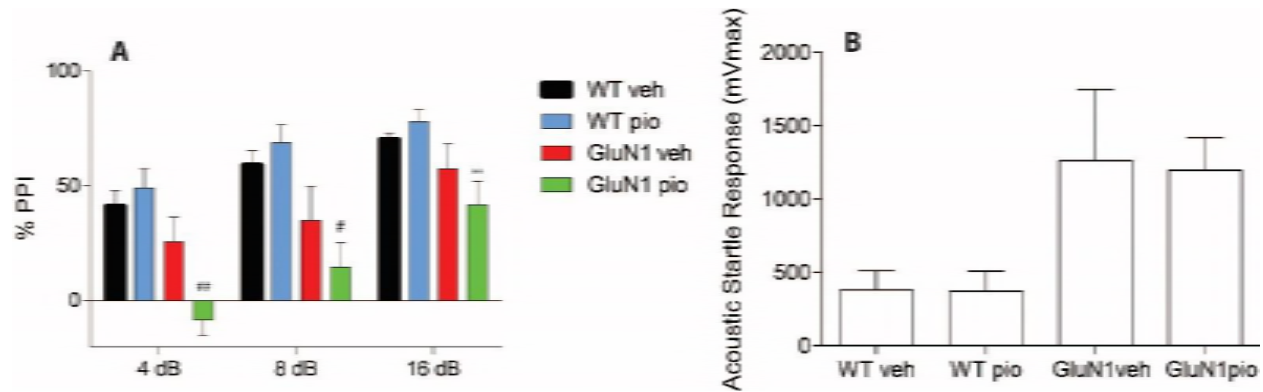 A
100
50
0
% PPI
##
#
4 dB
8 dB
16 dB
WT veh
WT pio
GluN1 veh
GluN1 pio
B
Acoustic Startle Response (mVmax)
2000
1500
1000
500
0
WT veh
WT pio
GluN1veh
GluN1pio